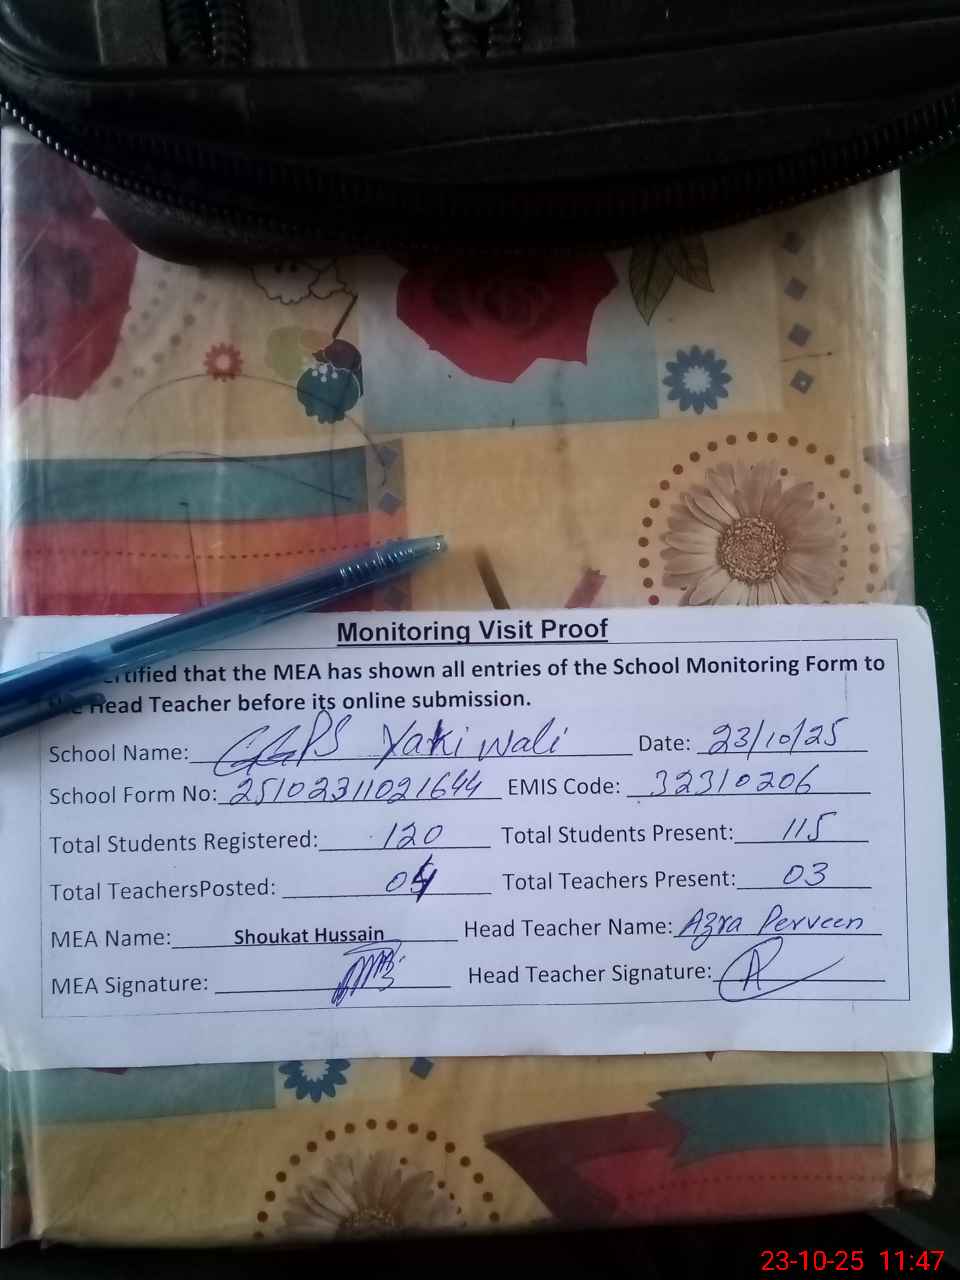 Monitoring Visit Proof
rtified that the MEA has shown all entries of the School Monitoring Form to
Head Teacher before its online submission.
School Name: GGPS Yaki Wali Date: 23/10/25
School Form No: 2510231102 1644 EMIS Code: 32310206
Total Students Registered: 120 Total Students Present: 115
Total TeachersPosted: 04 Total Teachers Present: 03
MEA Name: Shoukat Hussain Head Teacher Name: Azra Perveen
MEA Signature: Head Teacher Signature:
23-10-25 11:47